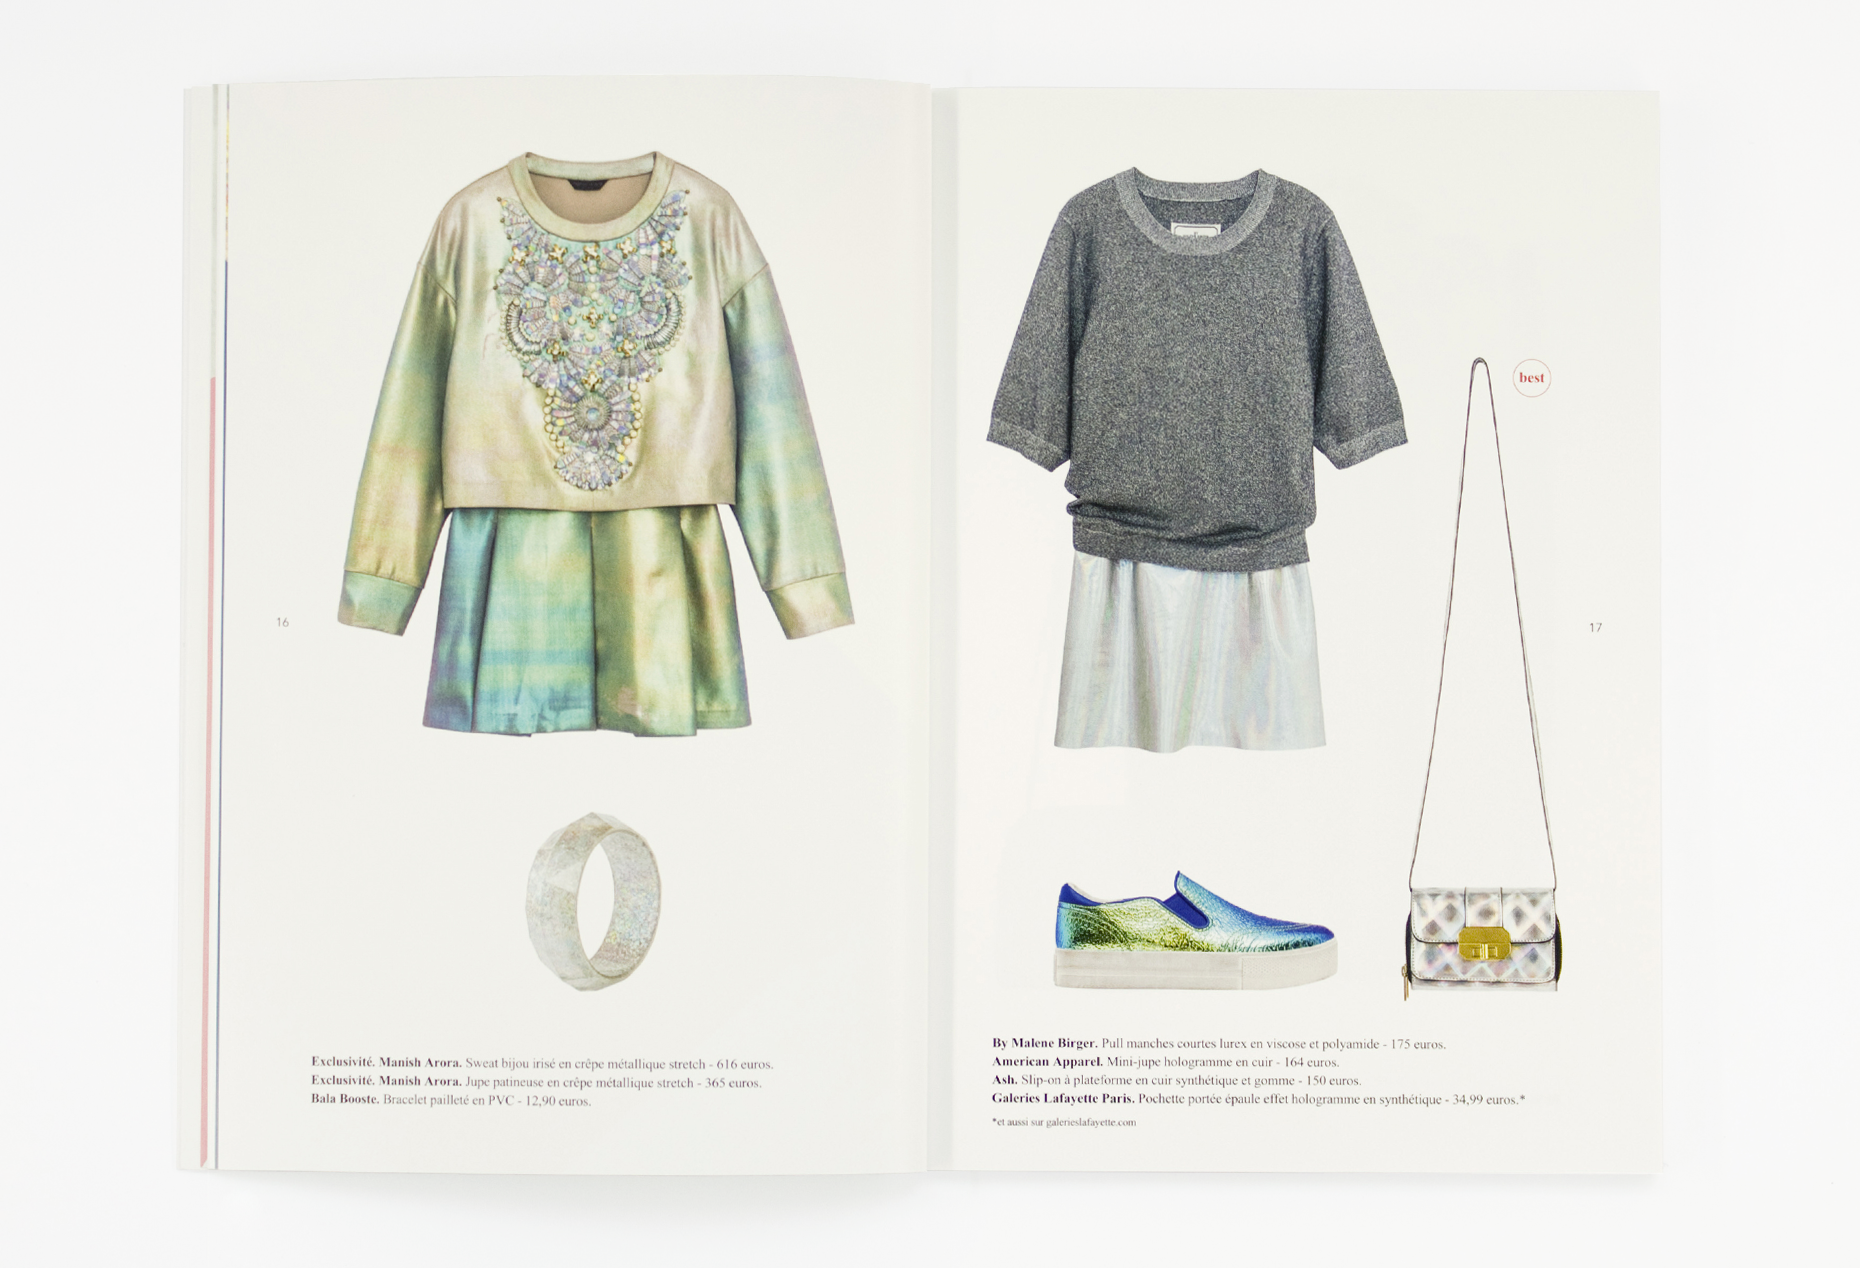 16
Exclusivité. Manish Arora. Sweat bijou irisé en crêpe métallique stretch - 616 euros.
Exclusivité. Manish Arora. Jupe patineuse en crêpe métallique stretch - 365 euros.
Bala Booste. Bracelet pailleté en PVC - 12,90 euros.
best
17
By Malene Birger. Pull manches courtes lurex en viscose et polyamide - 175 euros.
American Apparel. Mini-jupe hologramme en cuir - 164 euros.
Ash. Slip-on à plateforme en cuir synthétique et gomme - 150 euros.
Galeries Lafayette Paris. Pochette portée épaule effet hologramme en synthétique - 34,99 euros.*
*et aussi sur galerieslafayette.com